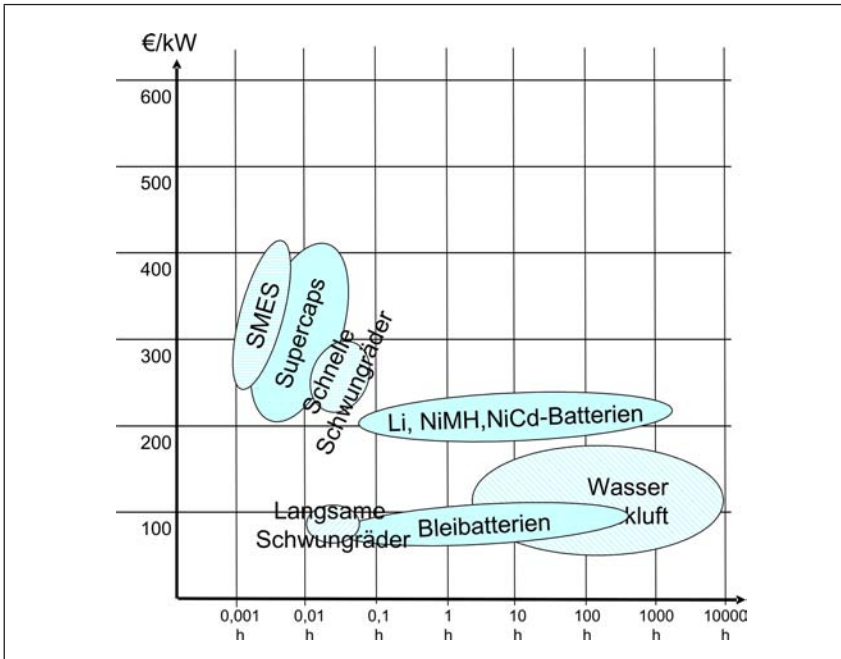 €/kW
600
500
400
300
200
100
SMES
Supercaps
Schnelle
Schwungräder
Li, NiMH,NiCd-Batterien
Wasser
kluft
Langsame
Schwungräder
Bleibatterien
0,001 0,01 0,1 1 10 100 1000 10000
h h h h h h h h